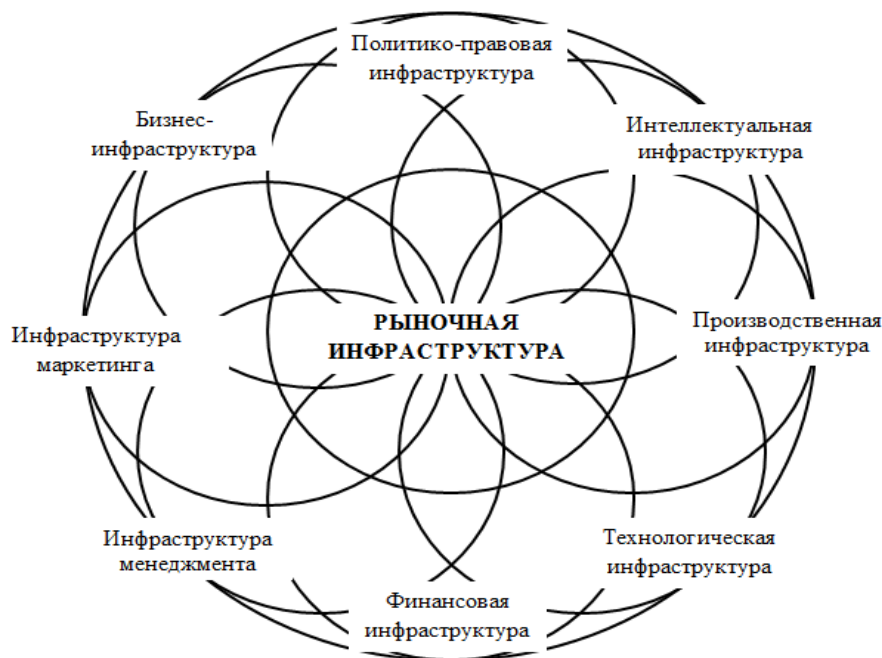 Политико-правовая
инфраструктура
Бизнес-
инфраструктура
Интеллектуальная
инфраструктура
Инфраструктура
маркетинга
РЫНОЧНАЯ
ИНФРАСТРУКТУРА
Производственная
инфраструктура
Инфраструктура
менеджмента
Технологическая
инфраструктура
Финансовая
инфраструктура